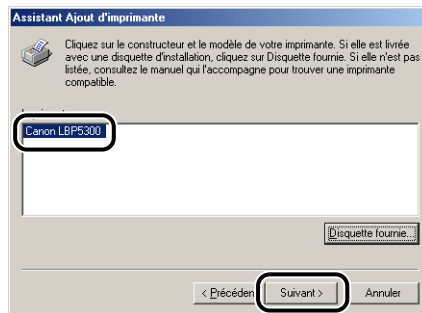 Assistant Ajout d'imprimante
Cliquez sur le constructeur et le modèle de votre imprimante. Si elle est livrée
avec une disquette d'installation, cliquez sur Disquette fournie. Si elle n'est pas
listée, consultez le manuel qui l'accompagne pour trouver une imprimante
compatible.
Canon LBP5300
Disquette fournie...
< Précéden Suivant > Annuler